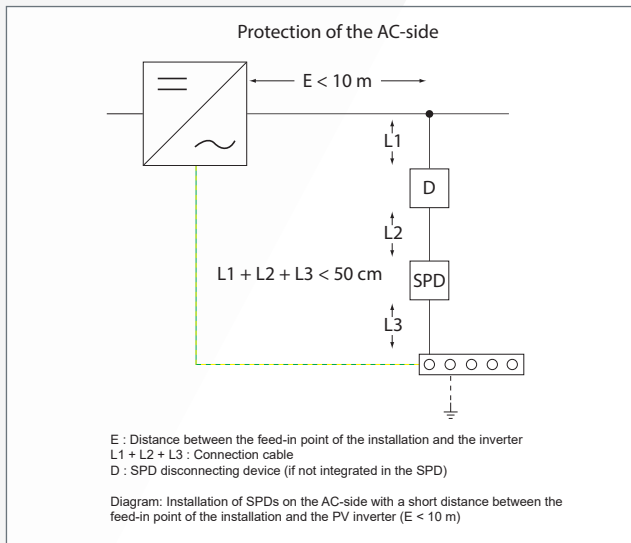 Protection of the AC-side
E < 10 m
L1
D
L2
L1 + L2 + L3 < 50 cm
SPD
L3
E : Distance between the feed-in point of the installation and the inverter
L1 + L2 + L3 : Connection cable
D : SPD disconnecting device (if not integrated in the SPD)
Diagram: Installation of SPDs on the AC-side with a short distance between the
feed-in point of the installation and the PV inverter (E < 10 m)